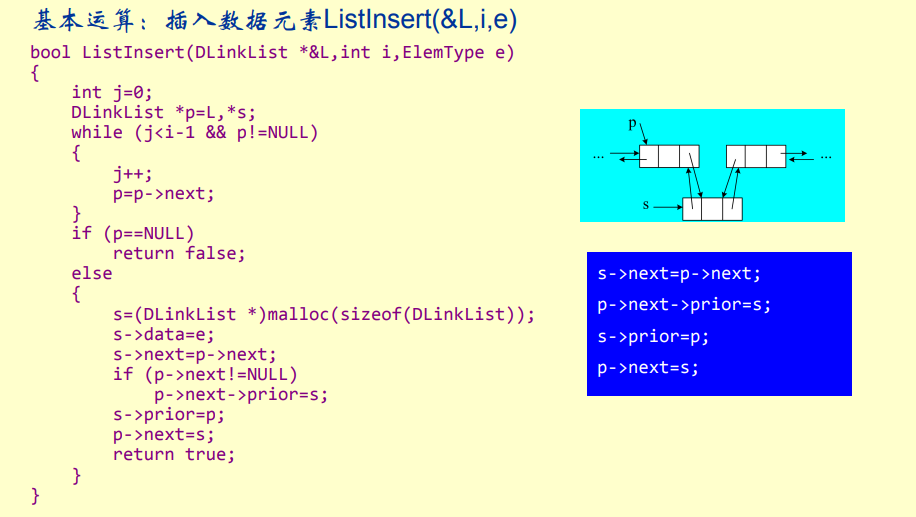 基本运算：插入数据元素ListInsert(&L,i,e)
bool ListInsert(DLinkList *&L,int i,ElemType e)
{
    int j=0;
    DLinkList *p=L,*s;
    while (j<i-1 && p!=NULL)
    {
        j++;
        p=p->next;
    }
    if (p==NULL)
        return false;
    else
    {
        s=(DLinkList *)malloc(sizeof(DLinkList));
        s->data=e;
        s->next=p->next;
        if (p->next!=NULL)
            p->next->prior=s;
        s->prior=p;
        p->next=s;
        return true;
    }
}
p
... ...
s
s->next=p->next;
p->next->prior=s;
s->prior=p;
p->next=s;